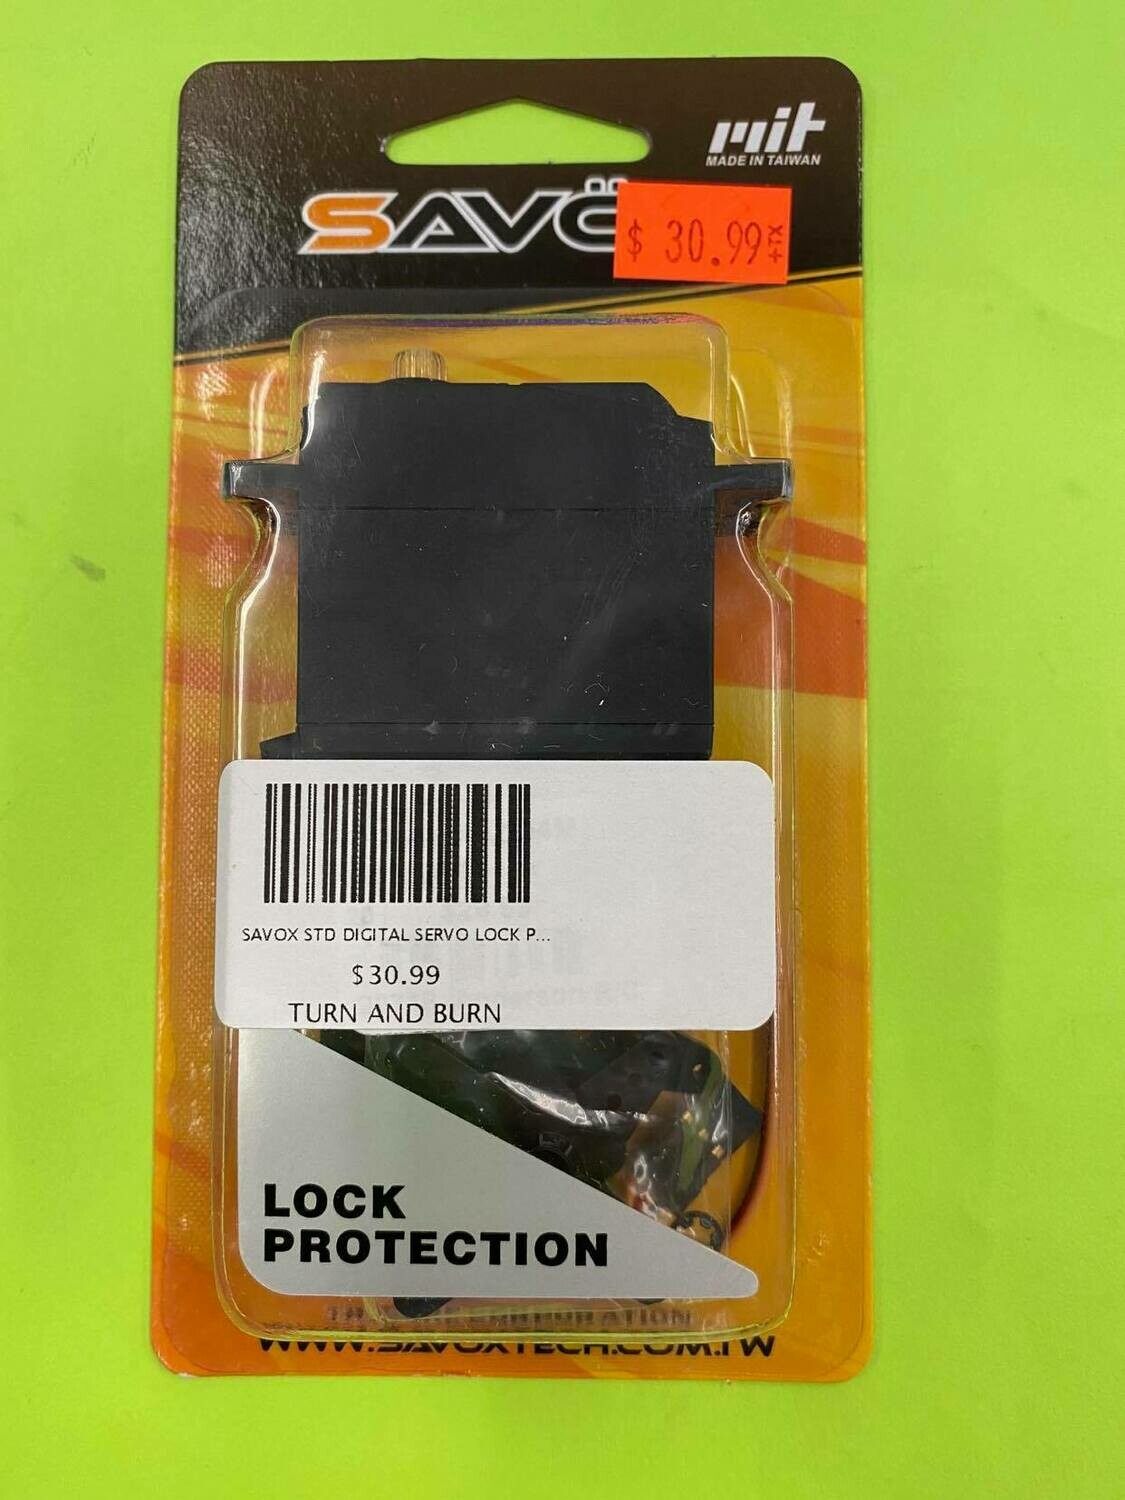 mit
MADE IN TAIWAN
SAVÖ
$ 30.99 +TX
SAVOX STD DIGITAL SERVO LOCK P...
$30.99
TURN AND BURN
LOCK
PROTECTION
WWW.SAVOXTECH.COM.TW